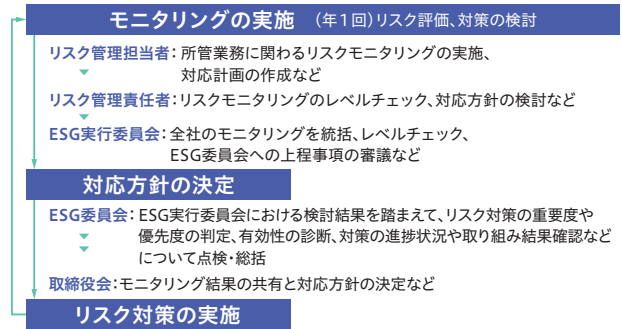 モニタリングの実施 （年1回）リスク評価、対策の検討
リスク管理担当者：所管業務に関わるリスクモニタリングの実施、
対応計画の作成など
リスク管理責任者：リスクモニタリングのレベルチェック、対応方針の検討など
ESG実行委員会：全社のモニタリングを統括、レベルチェック、
ESG委員会への上程事項の審議など
対応方針の決定
ESG委員会：ESG実行委員会における検討結果を踏まえて、リスク対策の重要度や
優先度の判定、有効性の診断、対策の進捗状況や取り組み結果確認など
について点検・総括
取締役会：モニタリング結果の共有と対応方針の決定など
リスク対策の実施